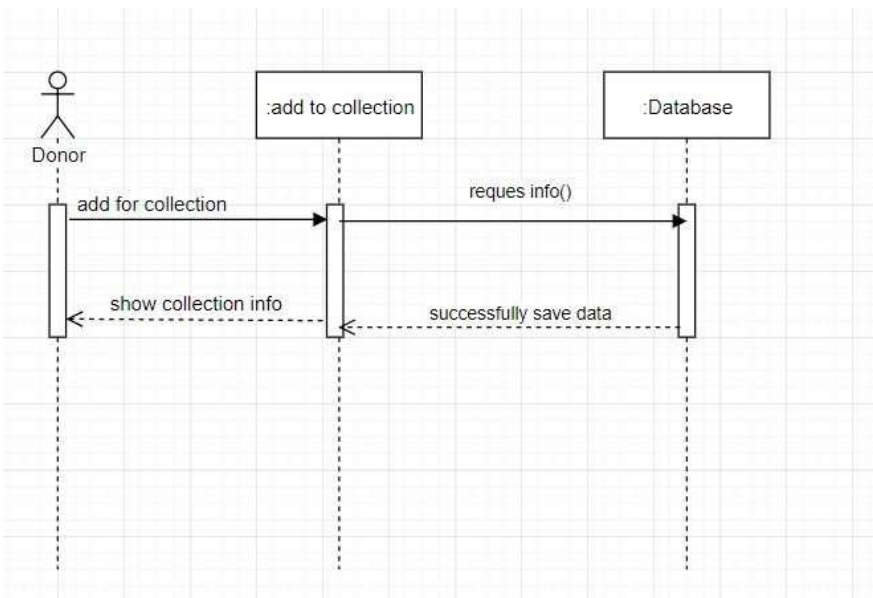 :add to collection
:Database
Donor
add for collection
reques info()
show collection info
successfully save data